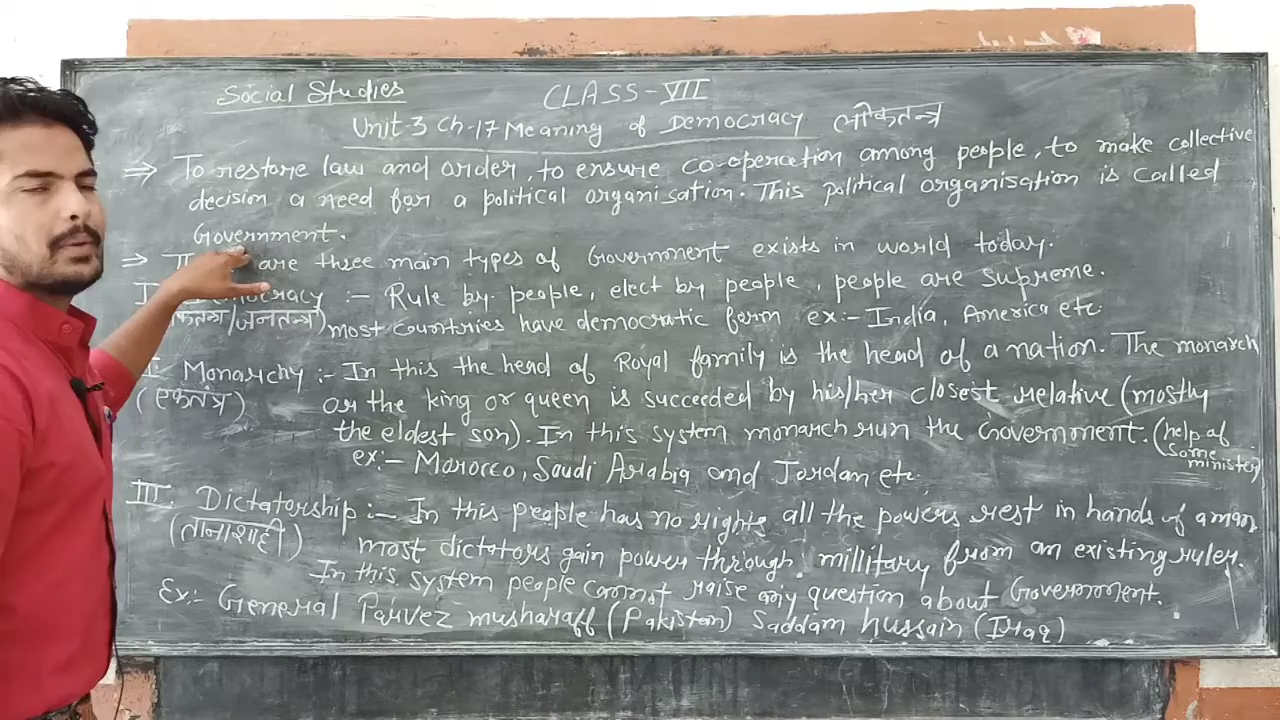 Social Studies
CLASS-VII
Unit-3 Ch-17 Meaning of Democracy लोकतन्त्र
⇒ To restore law and order, to ensure co-opercation among people, to make collective
decision a need for a political organisation. This political organisation is called
Government.
⇒ are three main types of Government exists in world today.
:- Rule by people, elect by people, people are supreme.
most countries have democratic form ex:- India, America etc.
Monarchy :- In this the head of Royal family is the head of a nation. The monarch
(एकतंत्र) or the king or queen is succeeded by his/her closest relative (mostly
the eldest son). In this system monarch run the Government. (help of some minister)
ex:- Morocco, Saudi Arabia and Jordan etc.
III. Dictatorship :- In this people has no rights all the powers rest in hands of a man.
(तानाशाही) most dictators gain power through millitary from an existing ruler.
In this system people cannot raise any question about Government.
Ex:- General Parvez musharaff (Pakistan) Saddam hussain (Iraq)